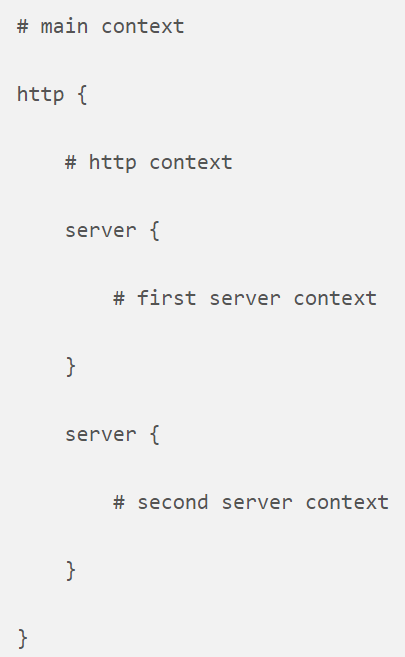 # main context
http {
    # http context
    server {
        # first server context
    }
    server {
        # second server context
    }
}